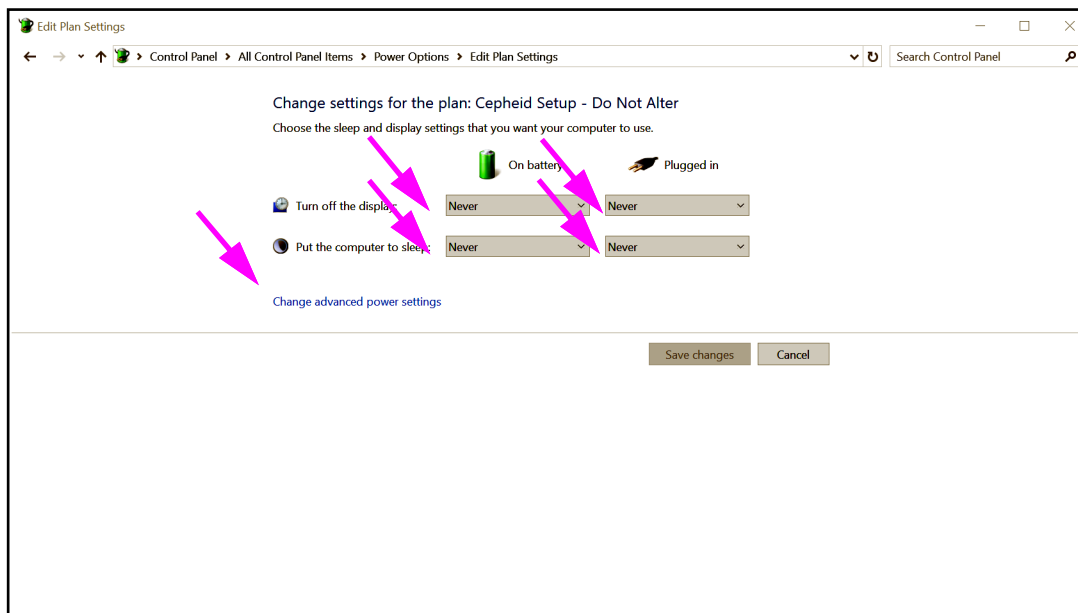 Edit Plan Settings
Control Panel > All Control Panel Items > Power Options > Edit Plan Settings
Search Control Panel
Change settings for the plan: Cepheid Setup - Do Not Alter
Choose the sleep and display settings that you want your computer to use.
On battery
Plugged in
Turn off the display: Never Never
Put the computer to sleep: Never Never
Change advanced power settings
Save changes Cancel